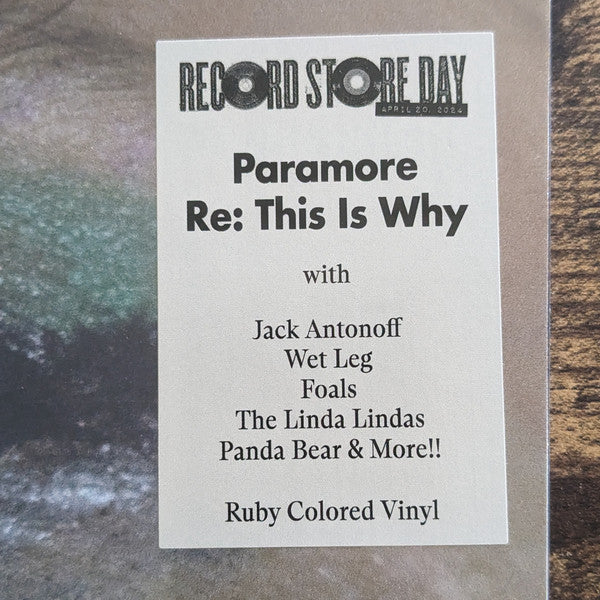 RECORD STORE DAY
APRIL 20, 2024
Paramore
Re: This Is Why
with
Jack Antonoff
Wet Leg
Foals
The Linda Lindas
Panda Bear & More!!
Ruby Colored Vinyl